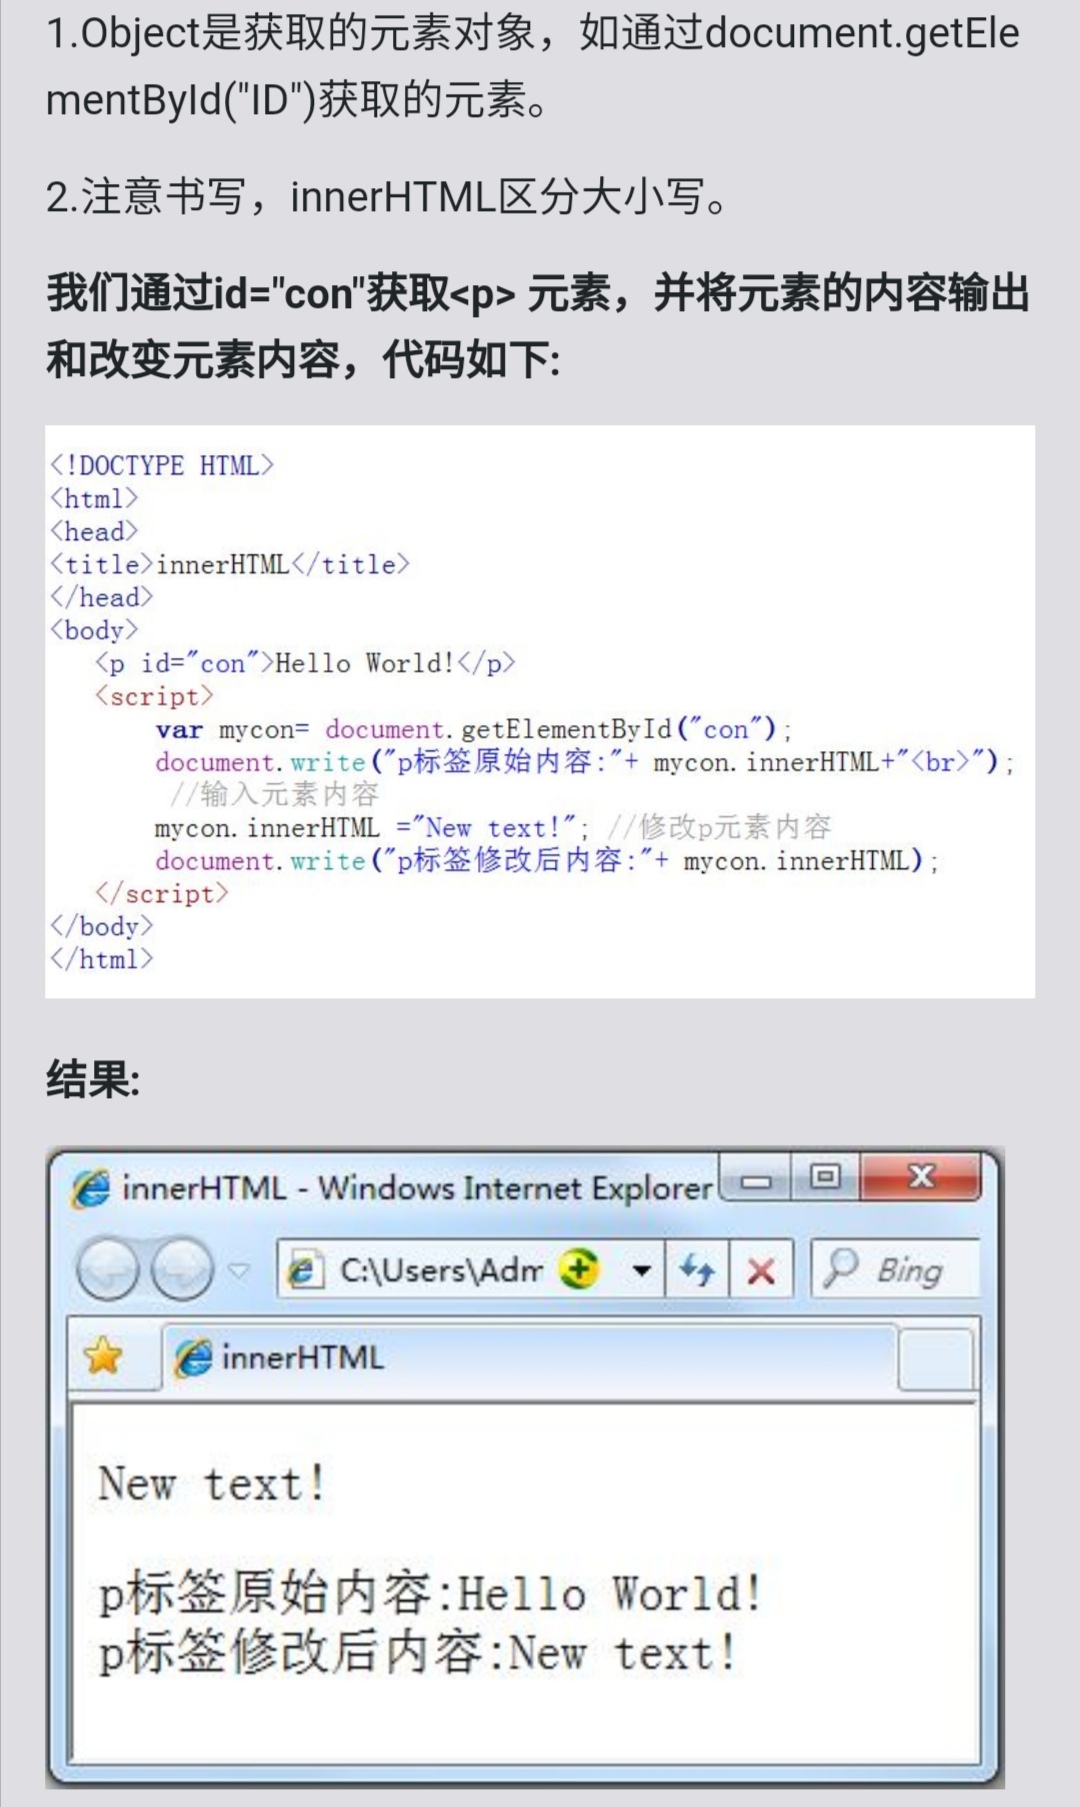 1.Object是获取的元素对象，如通过document.getEle
mentById("ID")获取的元素。
2.注意书写，innerHTML区分大小写。
我们通过id="con"获取<p> 元素，并将元素的内容输出
和改变元素内容，代码如下:
<!DOCTYPE HTML>
<html>
<head>
<title>innerHTML</title>
</head>
<body>
<p id="con">Hello World!</p>
<script>
var mycon= document.getElementById("con");
document.write("p标签原始内容:"+ mycon.innerHTML+"<br>");
//输入元素内容
mycon.innerHTML ="New text!"; //修改p元素内容
document.write("p标签修改后内容:"+ mycon.innerHTML);
</script>
</body>
</html>
结果:
innerHTML - Windows Internet Explorer
C:\Users\Adm
Bing
innerHTML
New text!
p标签原始内容:Hello World!
p标签修改后内容:New text!